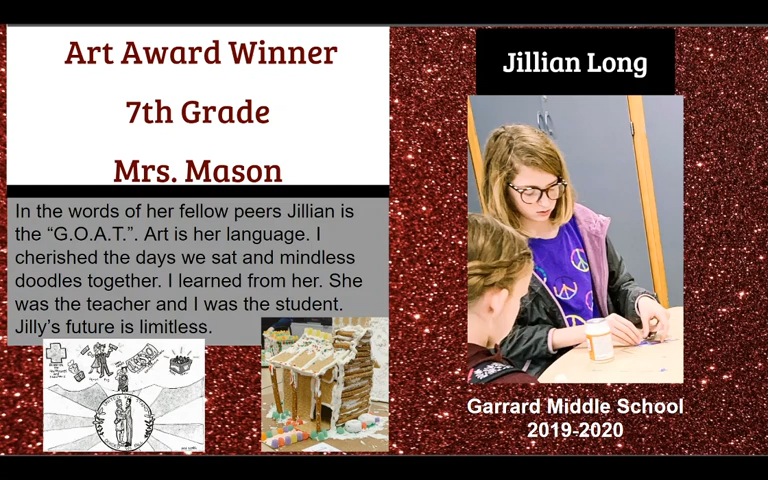 Art Award Winner
7th Grade
Mrs. Mason
In the words of her fellow peers Jillian is
the “G.O.A.T.”. Art is her language. I
cherished the days we sat and mindless
doodles together. I learned from her. She
was the teacher and I was the student.
Jilly’s future is limitless.
Jillian Long
Garrard Middle School
2019-2020